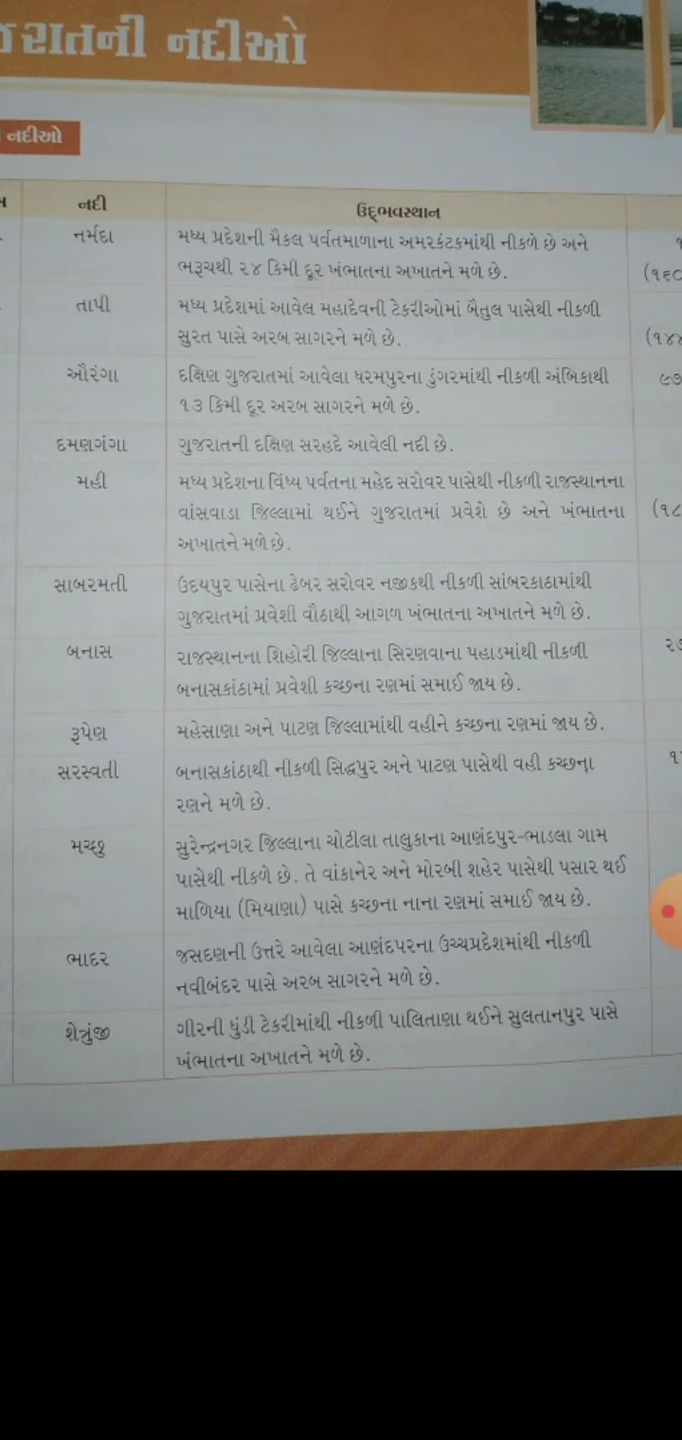 જરાતની નદીઓ
નદીઓ
નદી ઉદ્ભવસ્થાન
નર્મદા મધ્ય પ્રદેશની મૈકલ પર્વતમાળાના અમરકંટકમાંથી નીકળે છે અને
ભરૂચથી ૨૪ કિમી દૂર ખંભાતના અખાતને મળે છે.
તાપી મધ્ય પ્રદેશમાં આવેલ મહાદેવની ટેકરીઓમાં બૈતુલ પાસેથી નીકળી
સુરત પાસે અરબ સાગરને મળે છે.
ઔરંગા દક્ષિણ ગુજરાતમાં આવેલા ધરમપુરના ડુંગરમાંથી નીકળી અંબિકાથી
૧૩ કિમી દૂર અરબ સાગરને મળે છે.
દમણગંગા ગુજરાતની દક્ષિણ સરહદે આવેલી નદી છે.
મહી મધ્ય પ્રદેશના વિંધ્ય પર્વતના મહેદ સરોવર પાસેથી નીકળી રાજસ્થાનના
વાંસવાડા જિલ્લામાં થઈને ગુજરાતમાં પ્રવેશે છે અને ખંભાતના
અખાતને મળે છે.
સાબરમતી ઉદયપુર પાસેના ઢેબર સરોવર નજીકથી નીકળી સાંબરકાઠામાંથી
ગુજરાતમાં પ્રવેશી વૌઠાથી આગળ ખંભાતના અખાતને મળે છે.
બનાસ રાજસ્થાનના શિહોરી જિલ્લાના સિરણવાના પહાડમાંથી નીકળી
બનાસકાંઠામાં પ્રવેશી કચ્છના રણમાં સમાઈ જાય છે.
રૂપેણ મહેસાણા અને પાટણ જિલ્લામાંથી વહીને કચ્છના રણમાં જાય છે.
સરસ્વતી બનાસકાંઠાથી નીકળી સિદ્ધપુર અને પાટણ પાસેથી વહી કચ્છના
રણને મળે છે.
મચ્છુ સુરેન્દ્રનગર જિલ્લાના ચોટીલા તાલુકાના આણંદપુર-ભાડલા ગામ
પાસેથી નીકળે છે. તે વાંકાનેર અને મોરબી શહેર પાસેથી પસાર થઈ
માળિયા (મિયાણા) પાસે કચ્છના નાના રણમાં સમાઈ જાય છે.
ભાદર જસદણની ઉત્તરે આવેલા આણંદપરના ઉચ્ચપ્રદેશમાંથી નીકળી
નવીબંદર પાસે અરબ સાગરને મળે છે.
શેત્રુંજી ગીરની ધુંડી ટેકરીમાંથી નીકળી પાલિતાણા થઈને સુલતાનપુર પાસે
ખંભાતના અખાતને મળે છે.